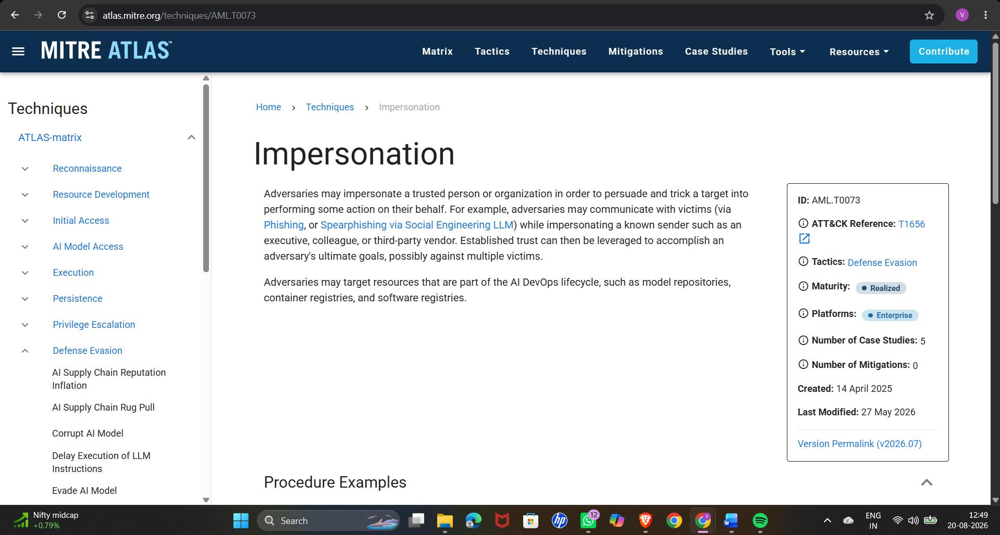 atlas.mitre.org/techniques/AML.T0073
V
MITRE ATLAS™
Matrix
Tactics
Techniques
Mitigations
Case Studies
Tools
Resources
Contribute
Techniques
ATLAS-matrix
Reconnaissance
Resource Development
Initial Access
AI Model Access
Execution
Persistence
Privilege Escalation
Defense Evasion
AI Supply Chain Reputation
Inflation
AI Supply Chain Rug Pull
Corrupt AI Model
Delay Execution of LLM
Instructions
Evade AI Model
Home > Techniques > Impersonation
Impersonation
Adversaries may impersonate a trusted person or organization in order to persuade and trick a target into
performing some action on their behalf. For example, adversaries may communicate with victims (via
Phishing, or Spearphishing via Social Engineering LLM) while impersonating a known sender such as an
executive, colleague, or third-party vendor. Established trust can then be leveraged to accomplish an
adversary's ultimate goals, possibly against multiple victims.
Adversaries may target resources that are part of the AI DevOps lifecycle, such as model repositories,
container registries, and software registries.
ID: AML.T0073
ATT&CK Reference: T1656
Tactics: Defense Evasion
Maturity: Realized
Platforms: Enterprise
Number of Case Studies: 5
Number of Mitigations: 0
Created: 14 April 2025
Last Modified: 27 May 2026
Version Permalink (v2026.07)
Procedure Examples
Nifty midcap
+0.79%
Search
hp
12
V
W
ENG
IN
12:49
20-08-2026